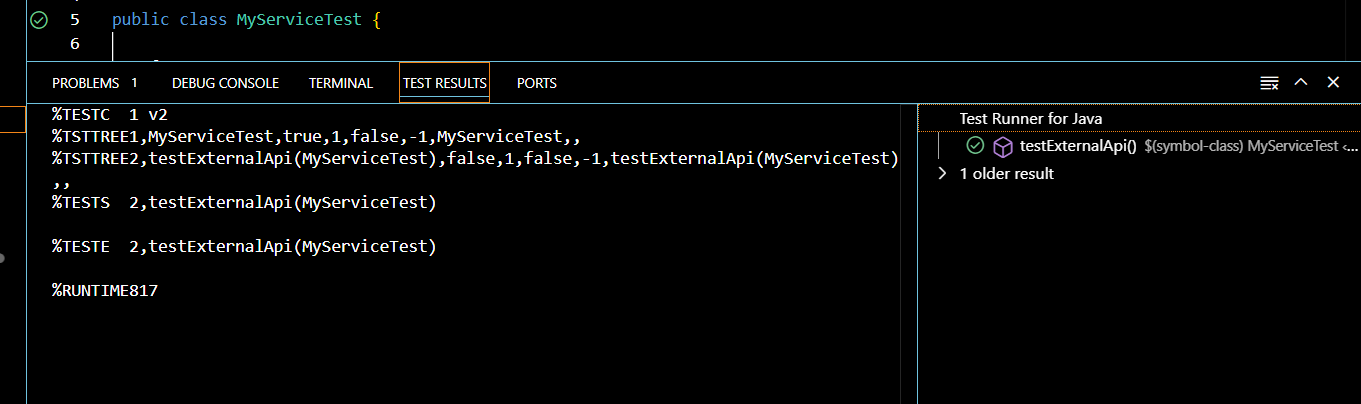 5 public class MyServiceTest {
6
PROBLEMS 1 DEBUG CONSOLE TERMINAL TEST RESULTS PORTS
%TESTC  1 v2
%TSTTREE1,MyServiceTest,true,1,false,-1,MyServiceTest,,
%TSTTREE2,testExternalApi(MyServiceTest),false,1,false,-1,testExternalApi(MyServiceTest)
,,
%TESTS  2,testExternalApi(MyServiceTest)
%TESTE  2,testExternalApi(MyServiceTest)
%RUNTIME817
Test Runner for Java
testExternalApi() $(symbol-class) MyServiceTest <...
1 older result